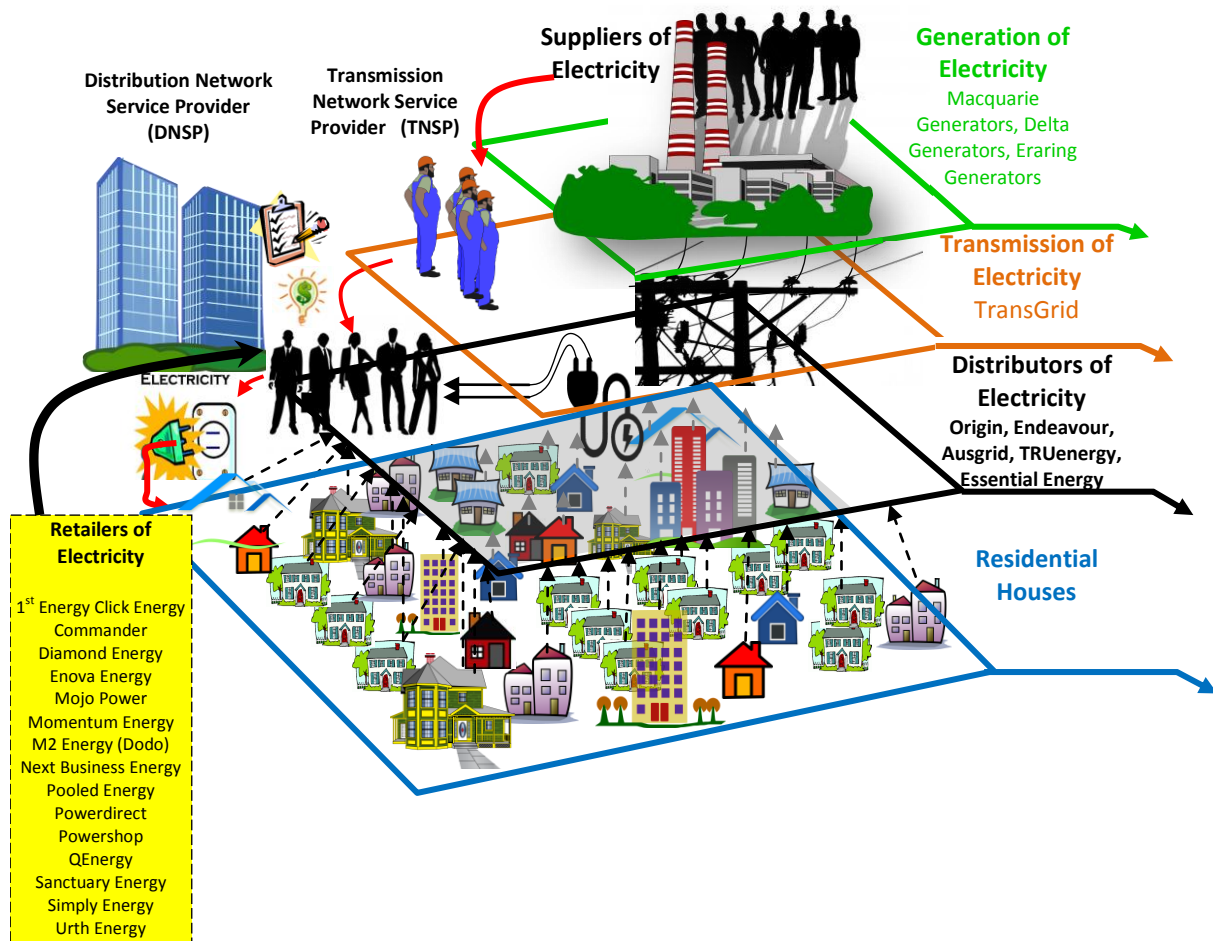 Distribution Network
Service Provider
(DNSP)
Transmission
Network Service
Provider (TNSP)
Suppliers of
Electricity
Generation of
Electricity
Macquarie
Generators, Delta
Generators, Eraring
Generators
Transmission of
Electricity
TransGrid
ELECTRICITY
Distributors of
Electricity
Origin, Endeavour,
Ausgrid, TRUenergy,
Essential Energy
Residential
Houses
Retailers of
Electricity
1st Energy Click Energy
Commander
Diamond Energy
Enova Energy
Mojo Power
Momentum Energy
M2 Energy (Dodo)
Next Business Energy
Pooled Energy
Powerdirect
Powershop
QEnergy
Sanctuary Energy
Simply Energy
Urth Energy